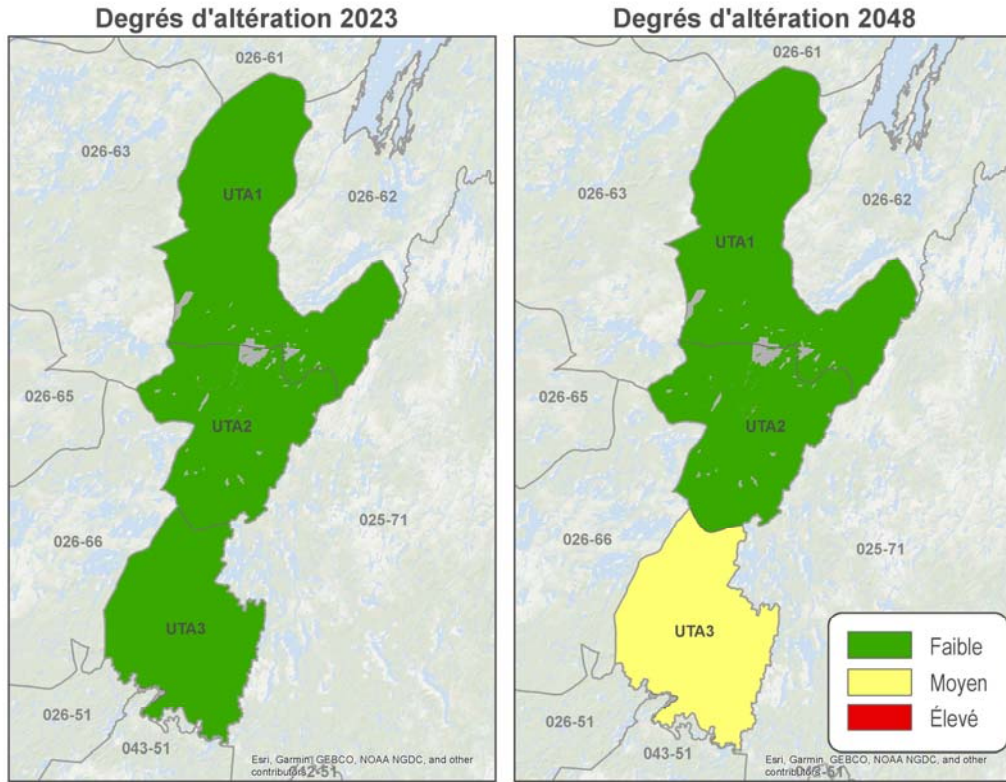 Degrés d'altération 2023
026-61
026-63
UTA1
026-62
026-65
UTA2
026-66
025-71
UTA3
026-51
043-51
Esri, Garmin, GEBCO, NOAA NGDC, and other
contributors
Degrés d'altération 2048
026-61
026-63
026-62
UTA1
026-65
UTA2
026-66
025-71
UTA3
026-51
043-51
Esri, Garmin, GEBCO, NOAA NGDC, and other
contributors
Faible
Moyen
Élevé